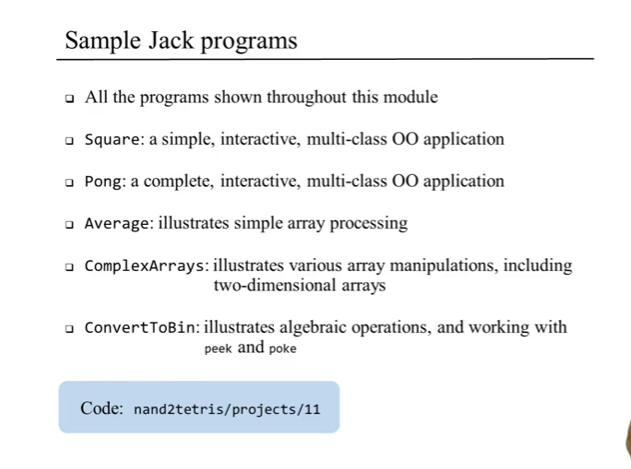 Sample Jack programs
All the programs shown throughout this module
Square: a simple, interactive, multi-class OO application
Pong: a complete, interactive, multi-class OO application
Average: illustrates simple array processing
ComplexArrays: illustrates various array manipulations, including
two-dimensional arrays
ConvertToBin: illustrates algebraic operations, and working with
peek and poke
Code: nand2tetris/projects/11